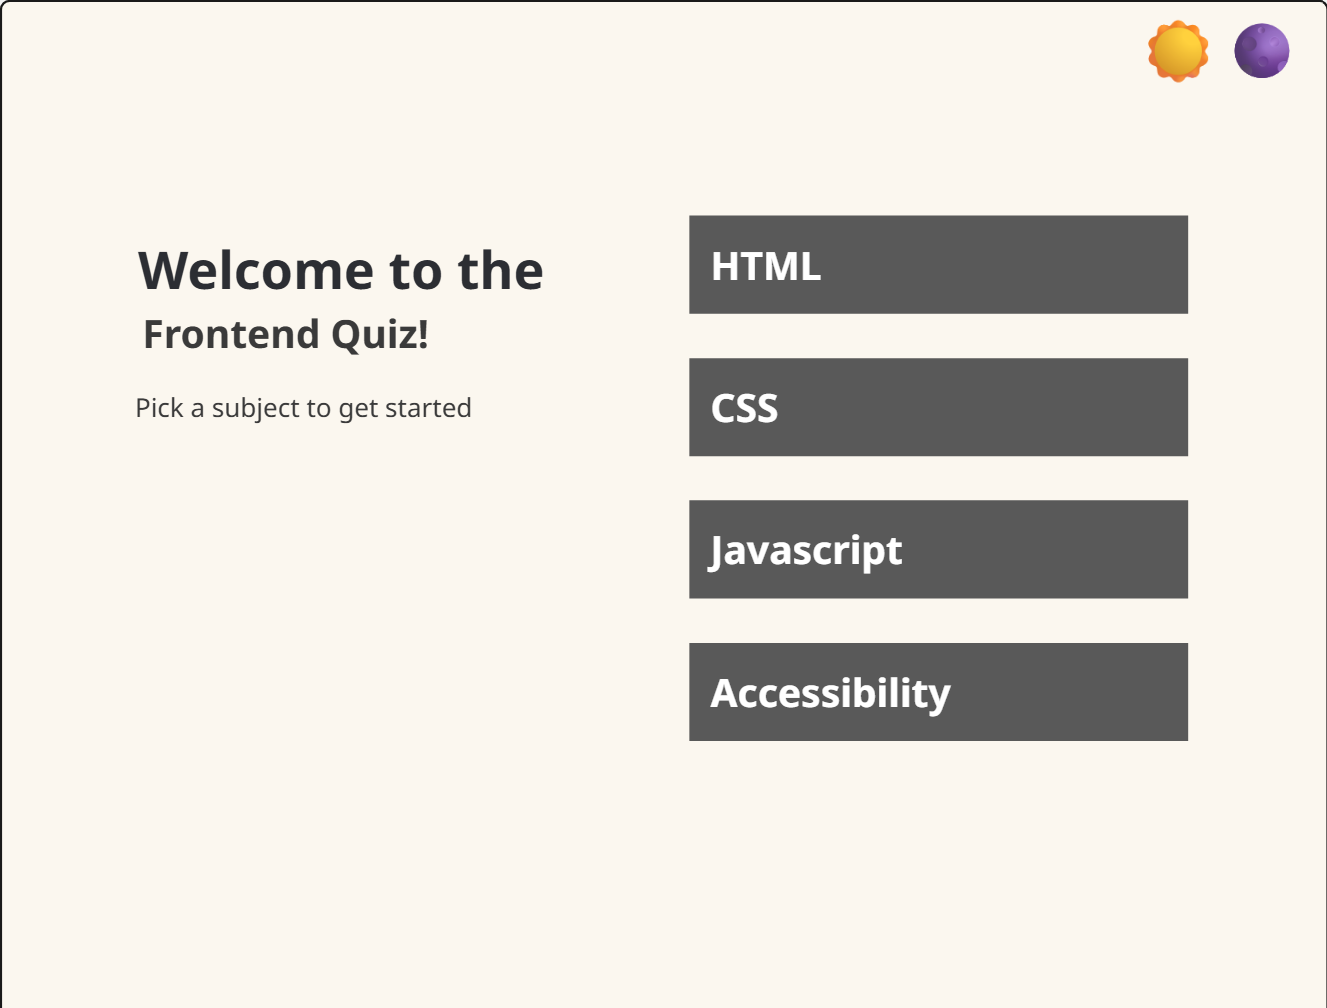 Welcome to the
Frontend Quiz!
Pick a subject to get started
HTML
CSS
Javascript
Accessibility